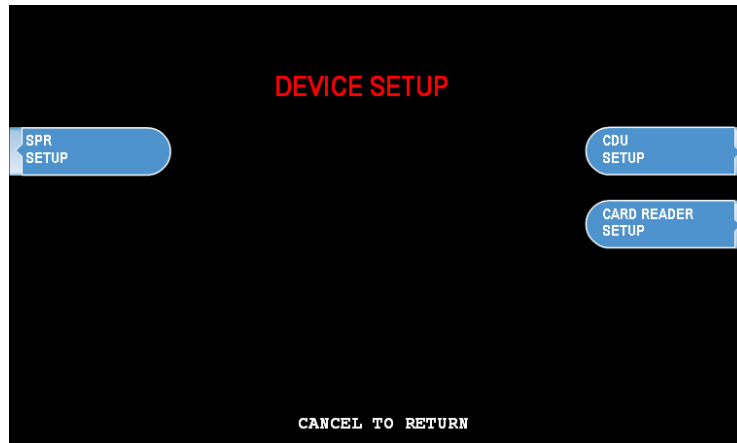 DEVICE SETUP
SPR
SETUP
CDU
SETUP
CARD READER
SETUP
CANCEL TO RETURN